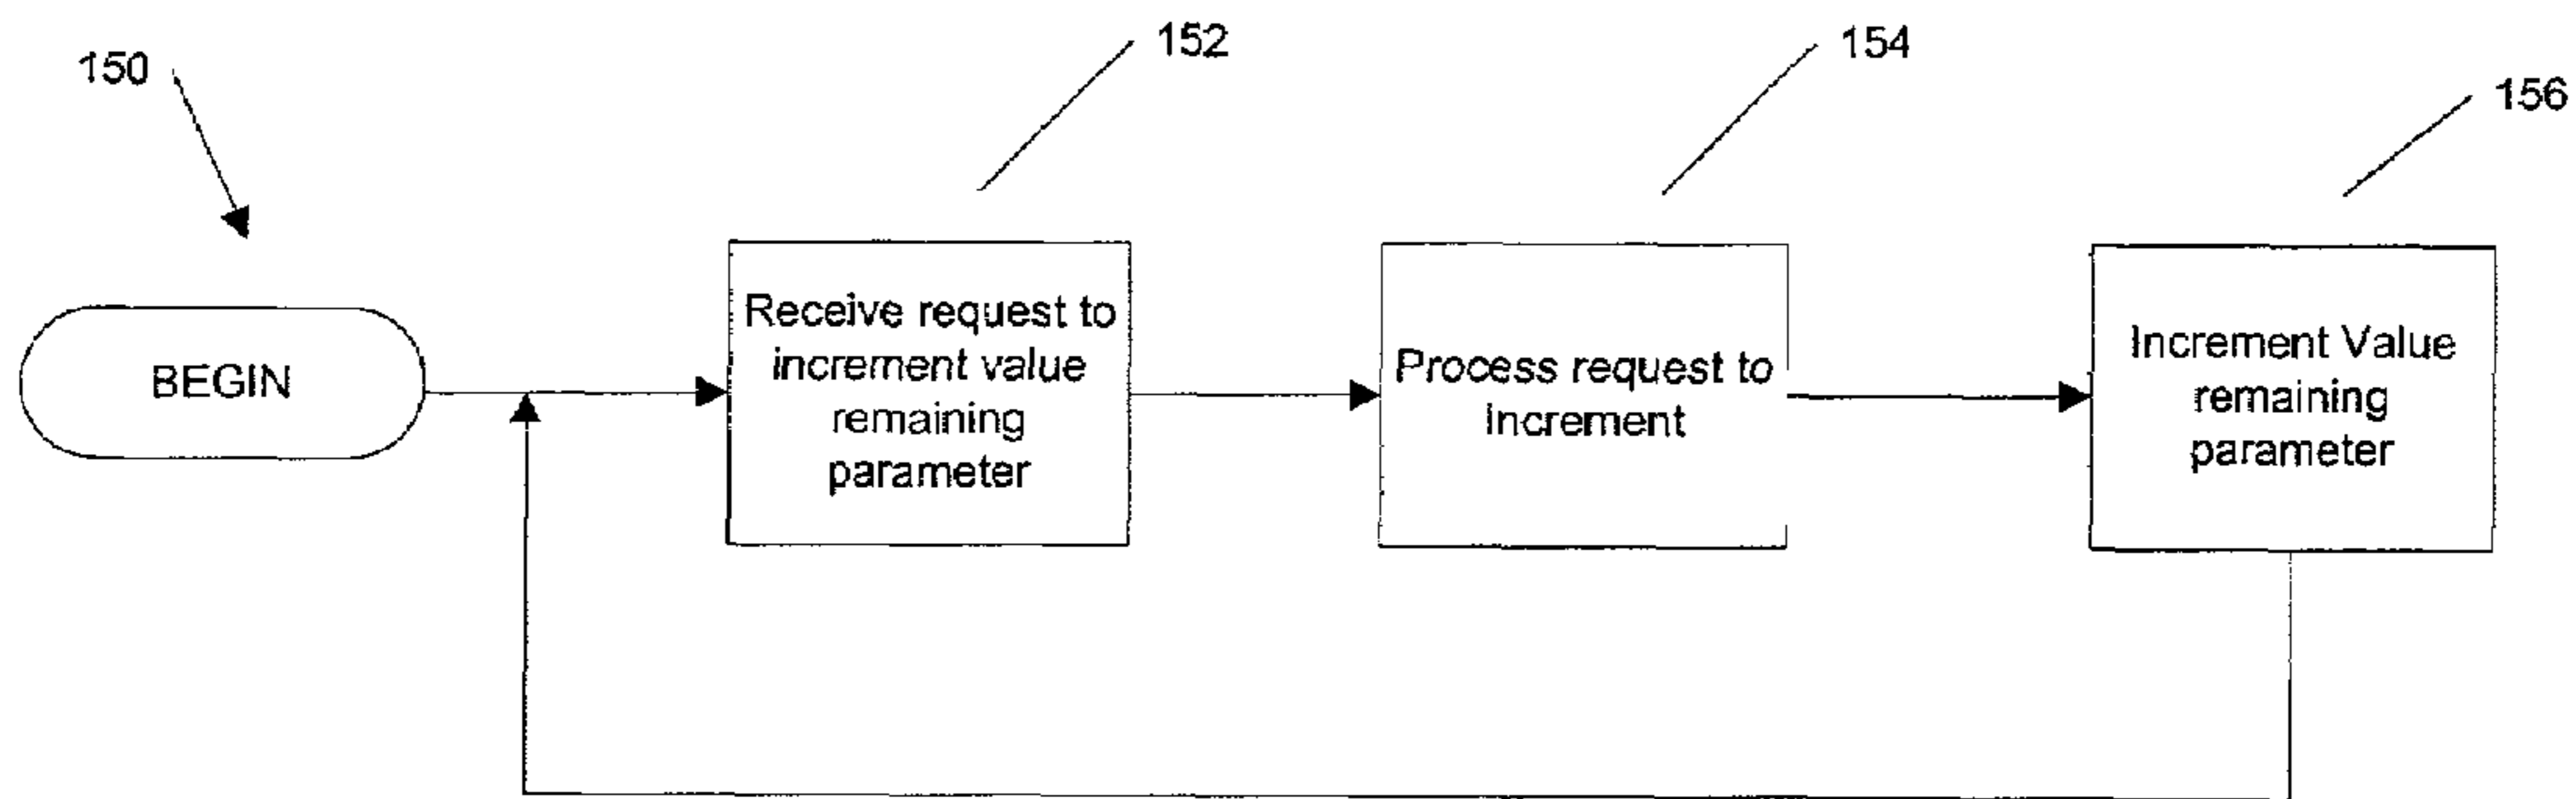 150
152
154
156
BEGIN
Receive request to
increment value
remaining
parameter
Process request to
Increment
Increment Value
remaining
parameter